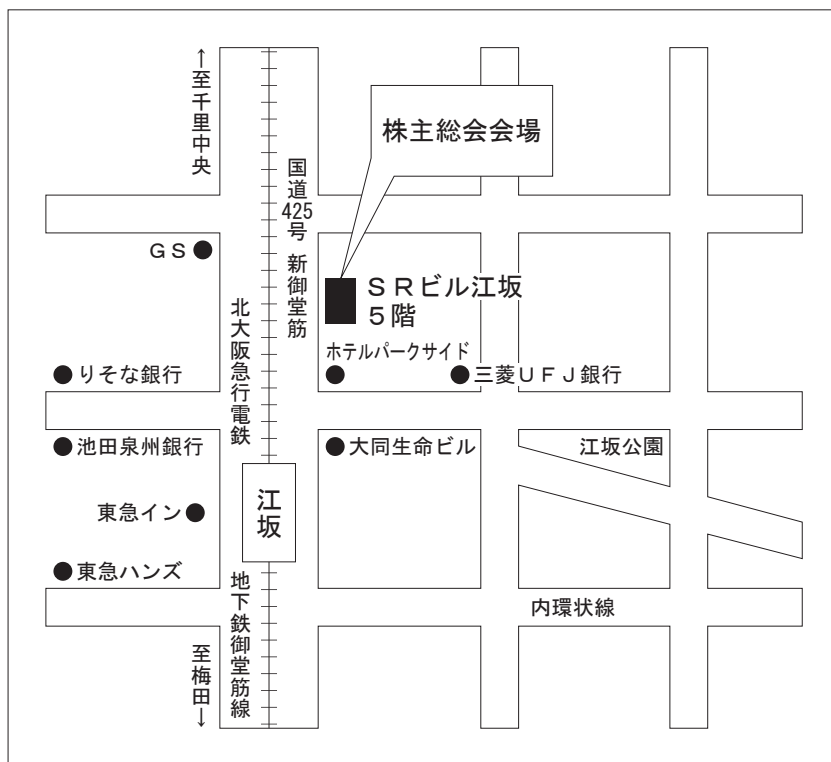 ←至千里中央
株主総会会場
国道425号 新御堂筋
GS
SRビル江坂
5階
北大阪急行電鉄
ホテルパークサイド
りそな銀行
三菱UFJ銀行
池田泉州銀行
大同生命ビル
江坂公園
江坂
東急イン
東急ハンズ
地下鉄御堂筋線
内環状線
至梅田→